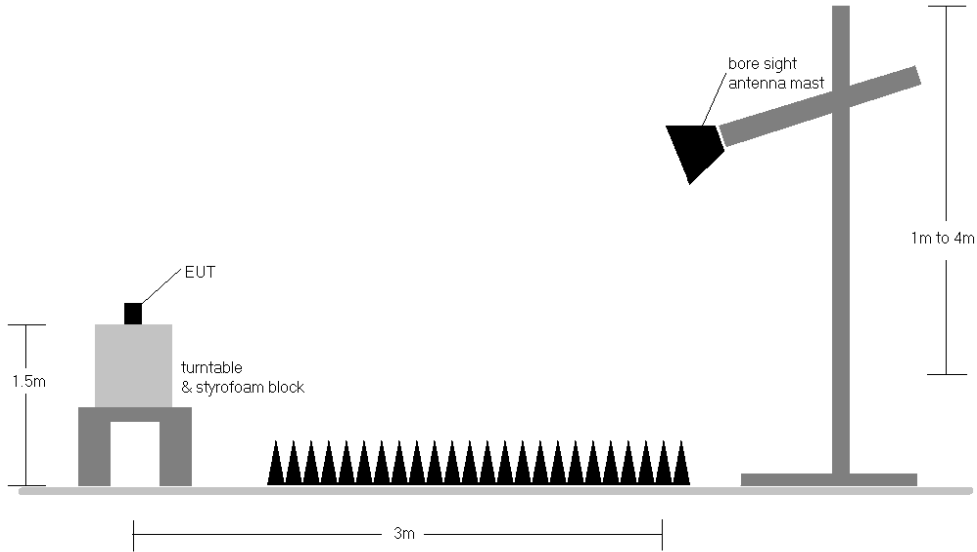 bore sight
antenna mast
1m to 4m
EUT
turntable
& styrofoam block
1.5m
3m